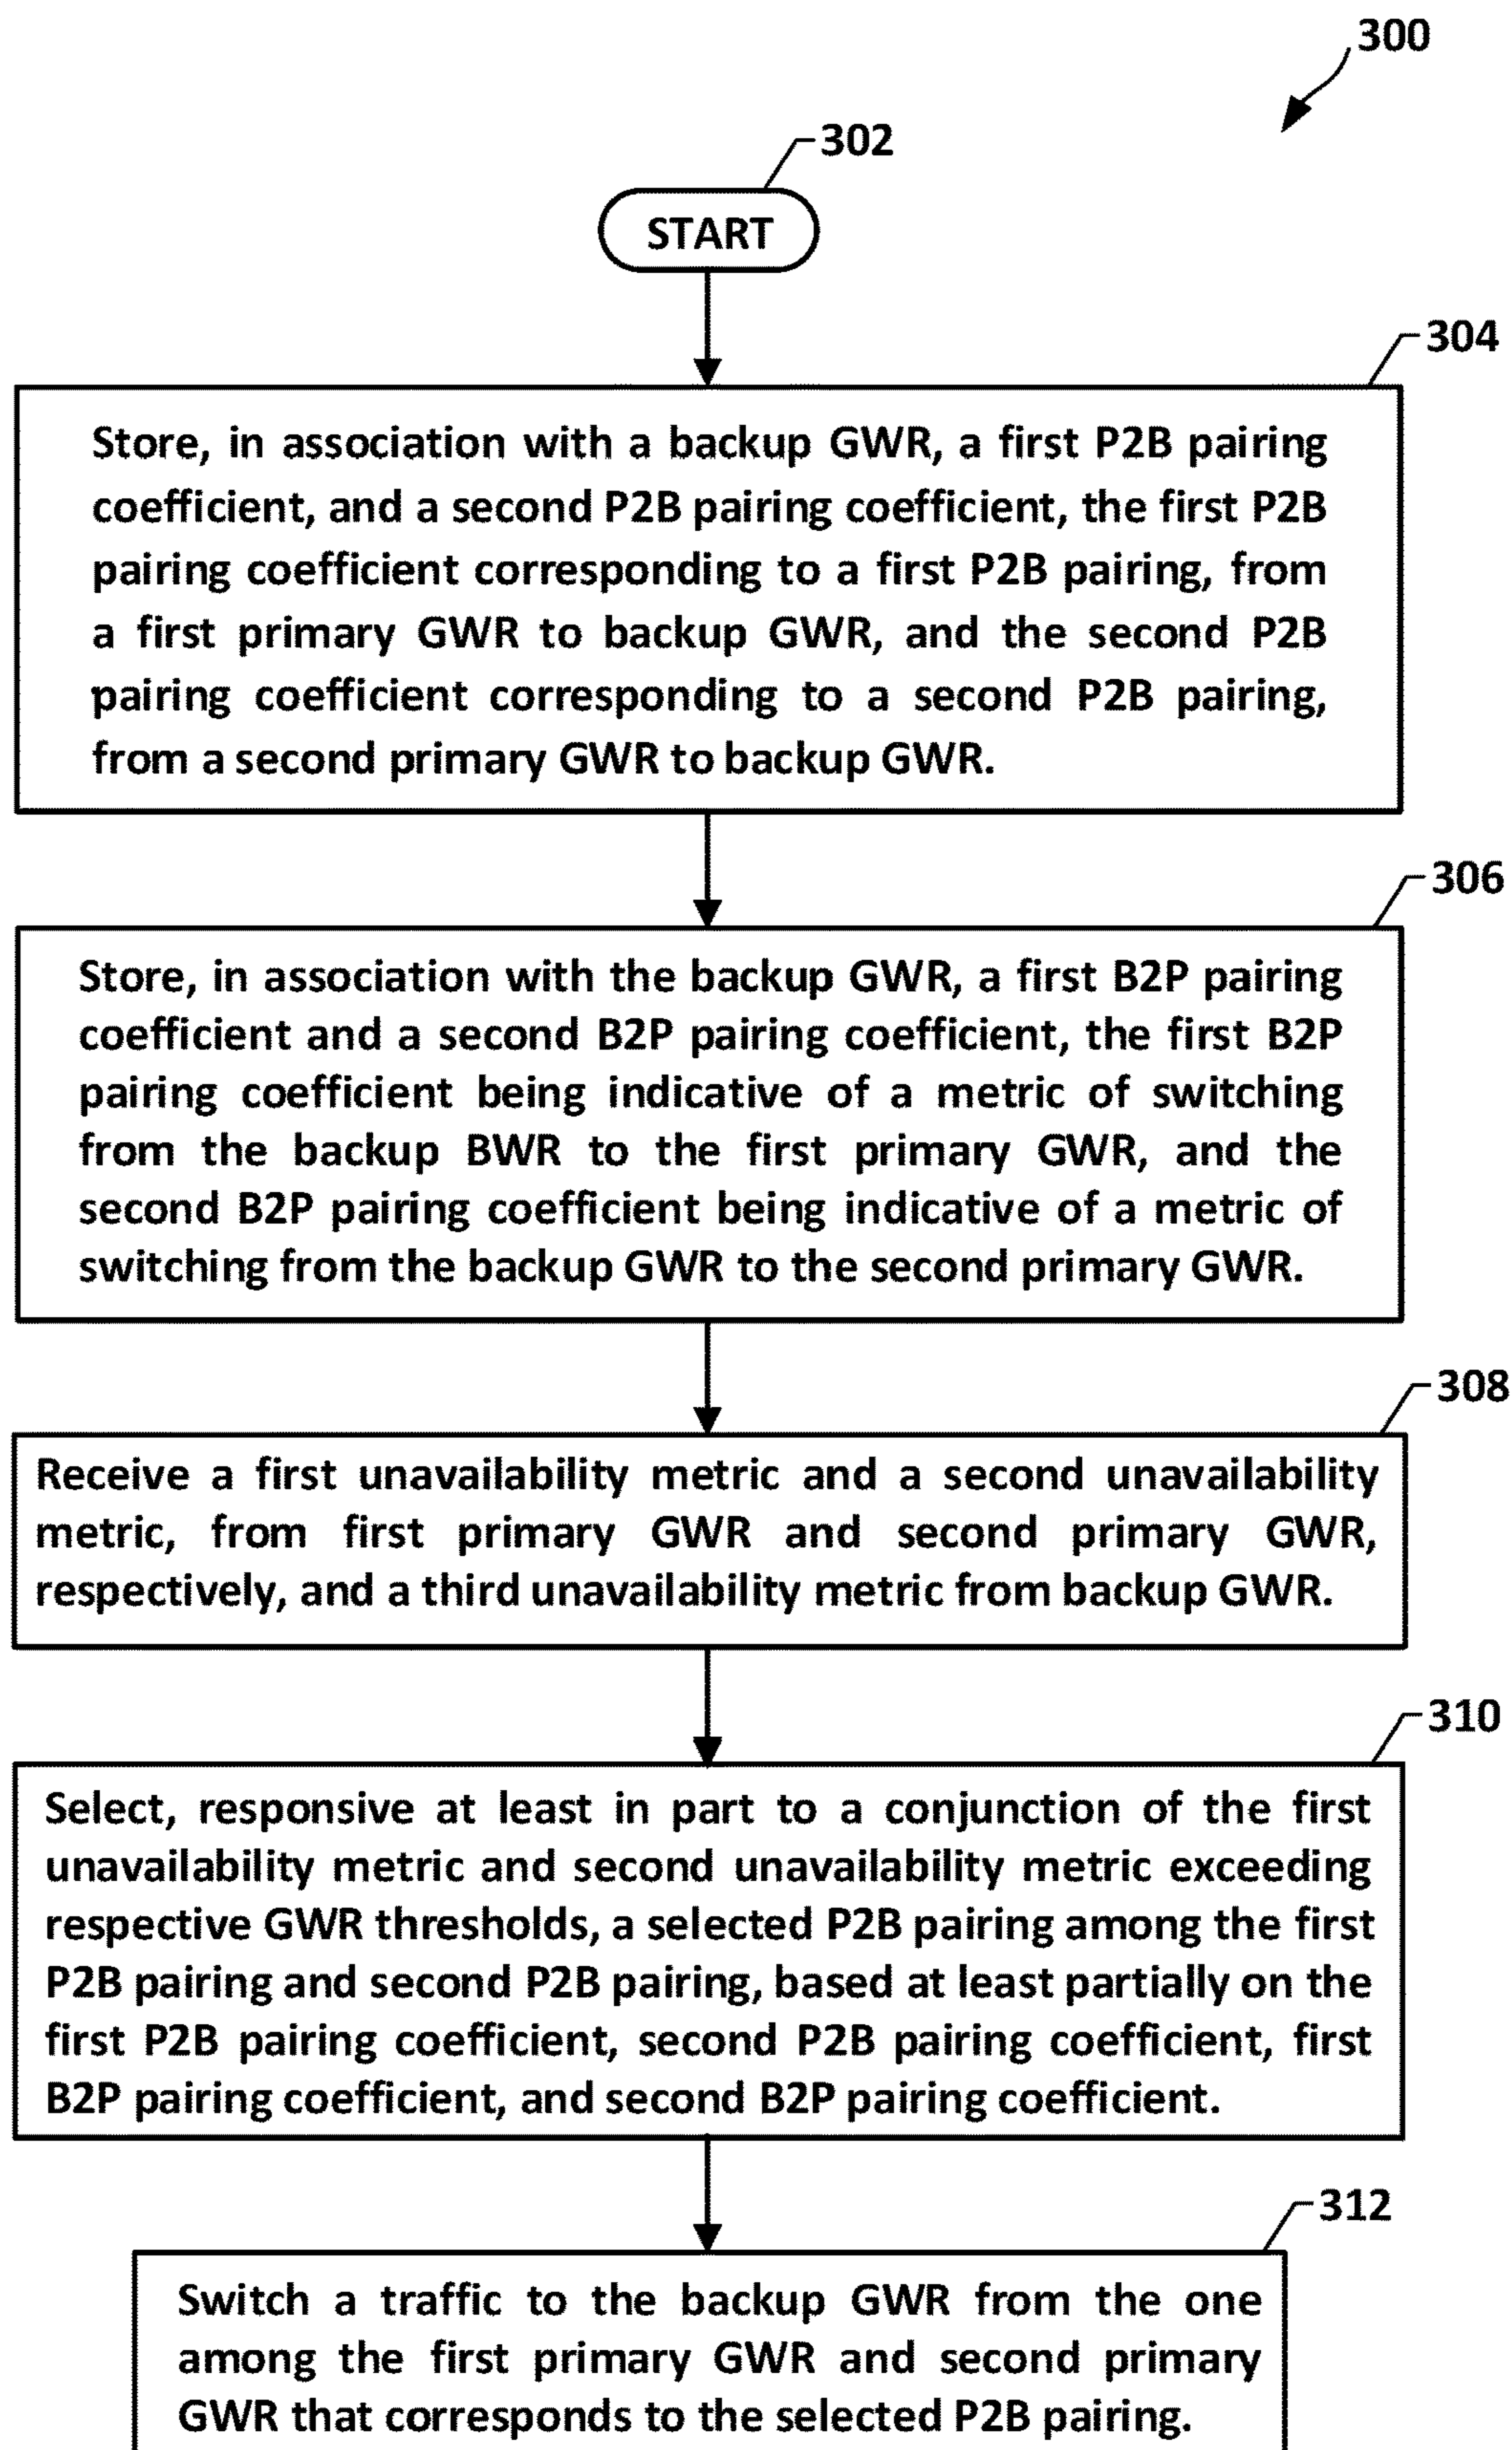 300
302
START
304
Store, in association with a backup GWR, a first P2B pairing
coefficient, and a second P2B pairing coefficient, the first P2B
pairing coefficient corresponding to a first P2B pairing, from
a first primary GWR to backup GWR, and the second P2B
pairing coefficient corresponding to a second P2B pairing,
from a second primary GWR to backup GWR.
306
Store, in association with the backup GWR, a first B2P pairing
coefficient and a second B2P pairing coefficient, the first B2P
pairing coefficient being indicative of a metric of switching
from the backup BWR to the first primary GWR, and the
second B2P pairing coefficient being indicative of a metric of
switching from the backup GWR to the second primary GWR.
308
Receive a first unavailability metric and a second unavailability
metric, from first primary GWR and second primary GWR,
respectively, and a third unavailability metric from backup GWR.
310
Select, responsive at least in part to a conjunction of the first
unavailability metric and second unavailability metric exceeding
respective GWR thresholds, a selected P2B pairing among the first
P2B pairing and second P2B pairing, based at least partially on the
first P2B pairing coefficient, second P2B pairing coefficient, first
B2P pairing coefficient, and second B2P pairing coefficient.
312
Switch a traffic to the backup GWR from the one
among the first primary GWR and second primary
GWR that corresponds to the selected P2B pairing.